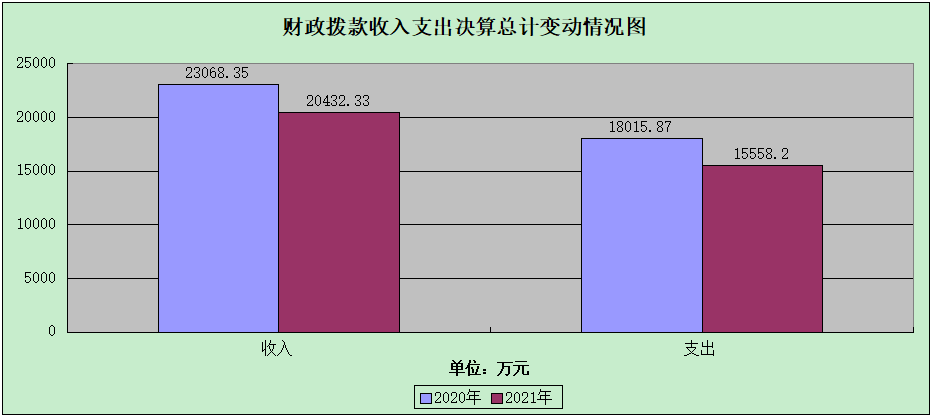 财政拨款收入支出决算总计变动情况图
25000
20000
15000
10000
5000
0
23068.35
20432.33
18015.87
15558.2
收入
支出
单位：万元
2020年
2021年